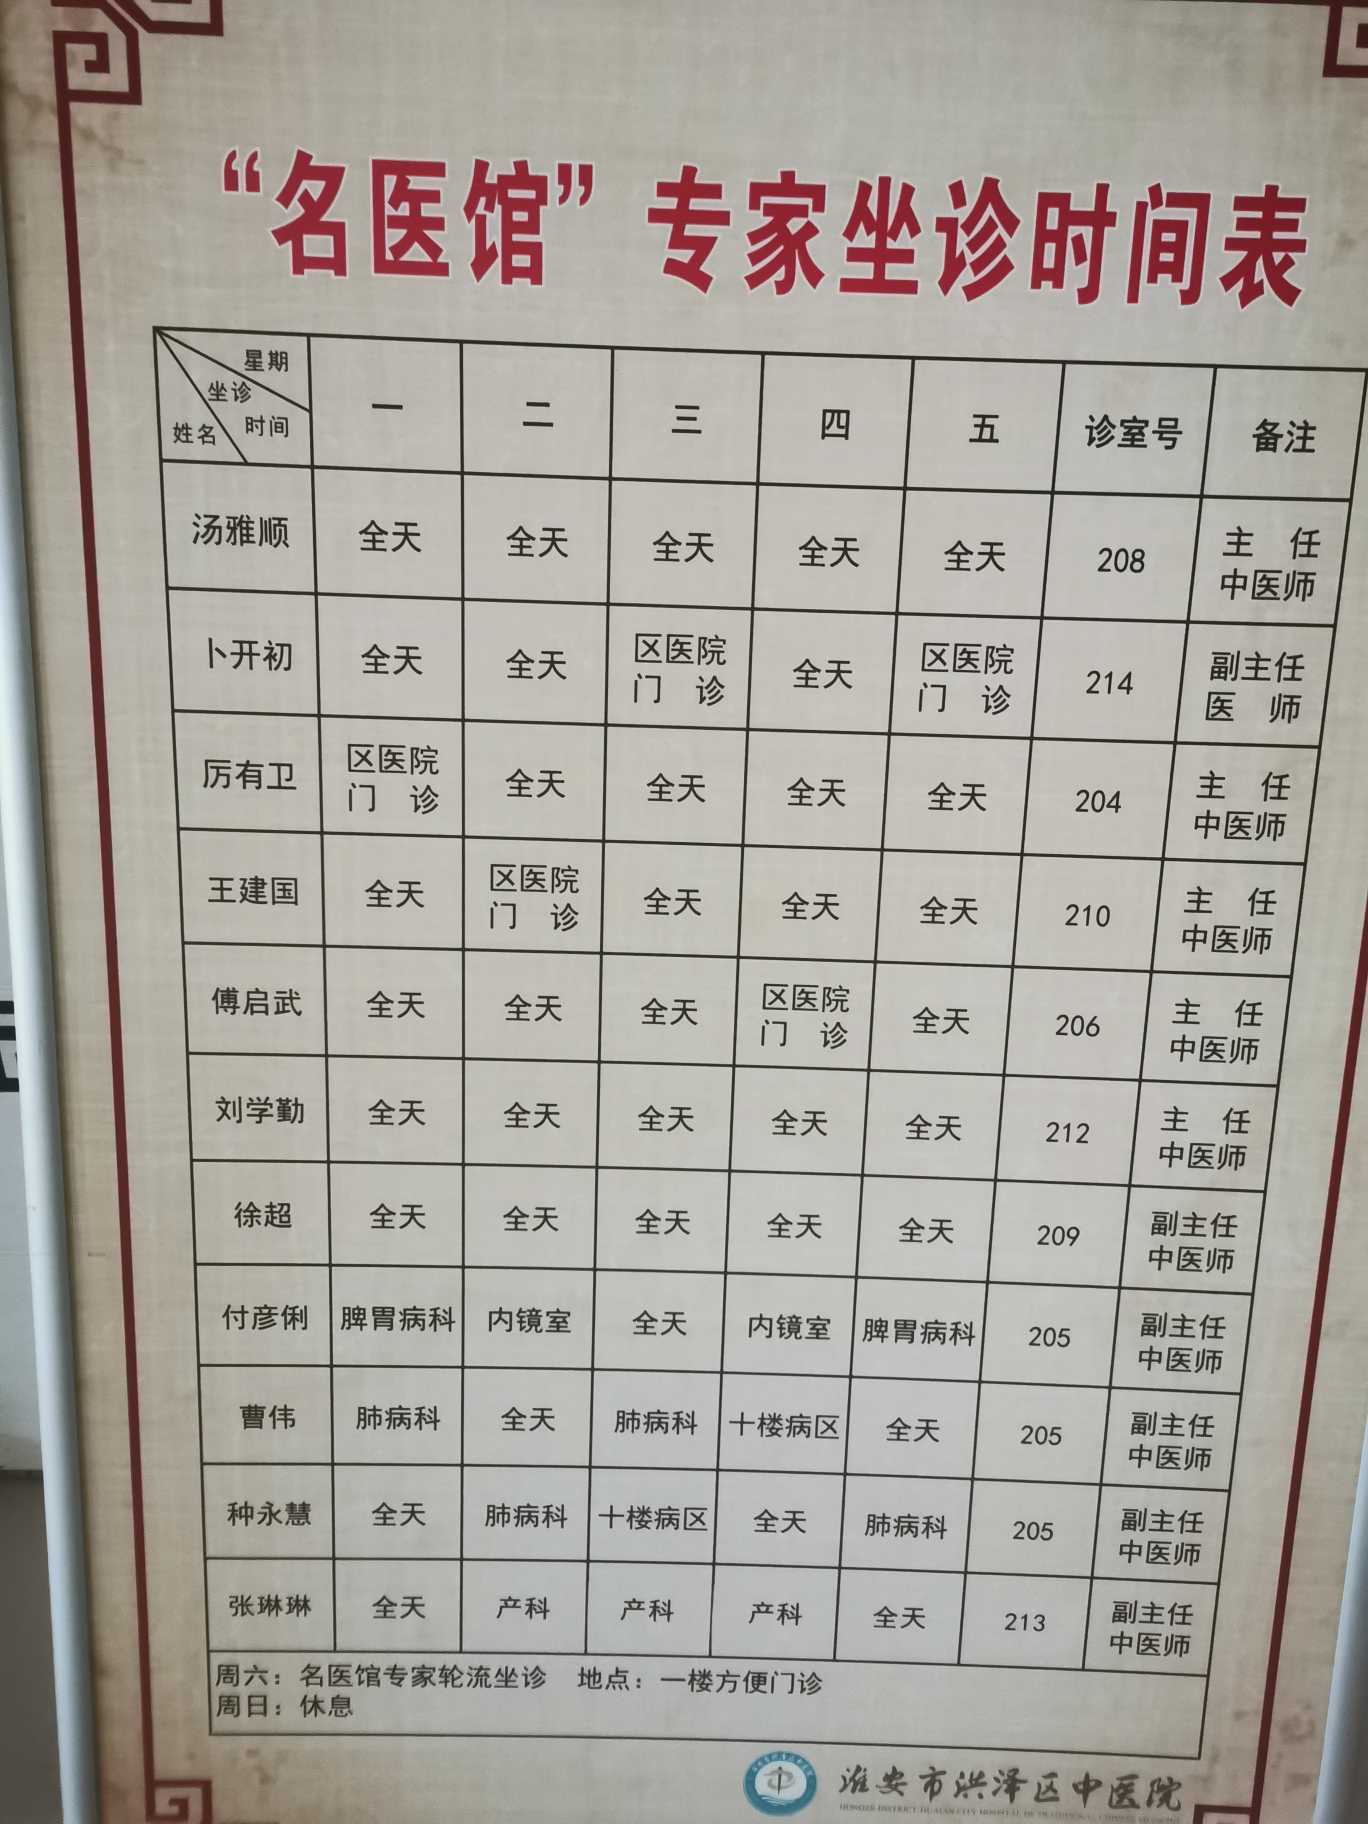 “名医馆”专家坐诊时间表
星期 坐诊时间 姓名 一 二 三 四 五 诊室号 备注
汤雅顺 全天 全天 全天 全天 全天 208 主任中医师
卜开初 全天 全天 区医院门诊 全天 区医院门诊 214 副主任医师
厉有卫 区医院门诊 全天 全天 全天 全天 204 主任中医师
王建国 全天 区医院门诊 全天 全天 全天 210 主任中医师
傅启武 全天 全天 全天 区医院门诊 全天 206 主任中医师
刘学勤 全天 全天 全天 全天 全天 212 主任中医师
徐超 全天 全天 全天 全天 全天 209 副主任中医师
付彦俐 脾胃病科 内镜室 全天 内镜室 脾胃病科 205 副主任中医师
曹伟 肺病科 全天 肺病科 十楼病区 全天 205 副主任中医师
种永慧 全天 肺病科 十楼病区 全天 肺病科 205 副主任中医师
张琳琳 全天 产科 产科 产科 全天 213 副主任中医师
周六：名医馆专家轮流坐诊 地点：一楼方便门诊
周日：休息
淮安市洪泽区中医院